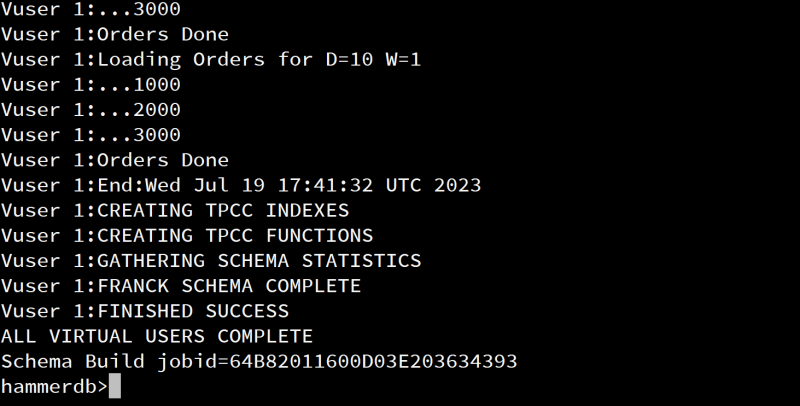 Vuser 1:...3000
Vuser 1:Orders Done
Vuser 1:Loading Orders for D=10 W=1
Vuser 1:...1000
Vuser 1:...2000
Vuser 1:...3000
Vuser 1:Orders Done
Vuser 1:End:Wed Jul 19 17:41:32 UTC 2023
Vuser 1:CREATING TPCC INDEXES
Vuser 1:CREATING TPCC FUNCTIONS
Vuser 1:GATHERING SCHEMA STATISTICS
Vuser 1:FRANCK SCHEMA COMPLETE
Vuser 1:FINISHED SUCCESS
ALL VIRTUAL USERS COMPLETE
Schema Build jobid=64B82011600D03E203634393
hammerdb>